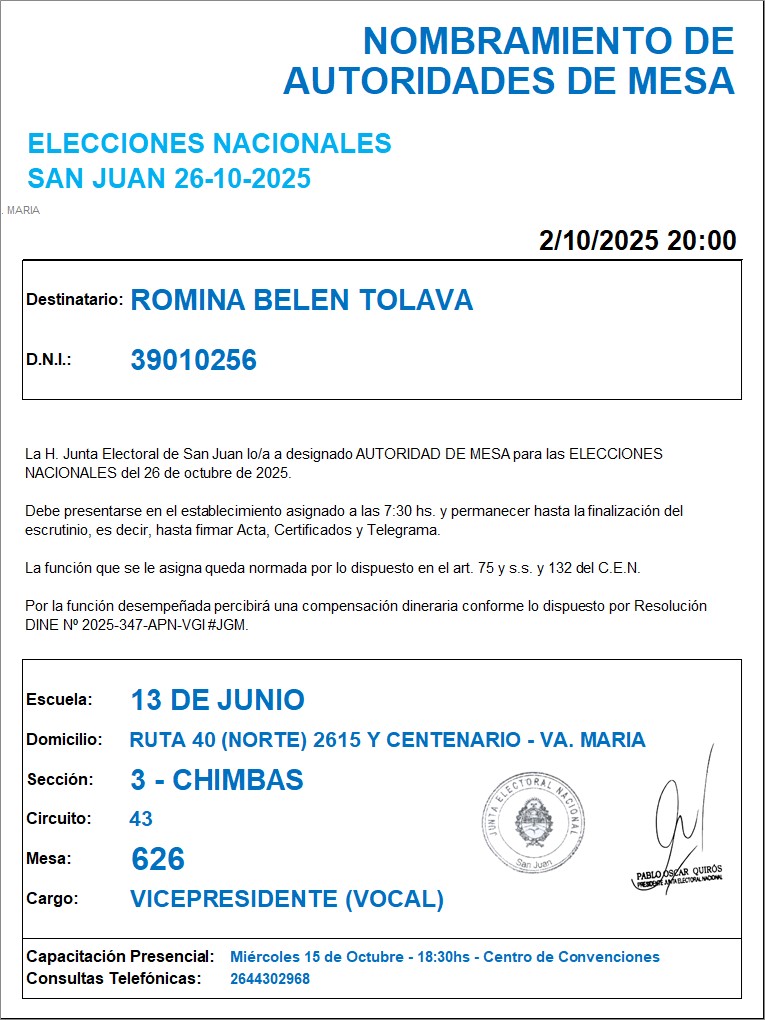 NOMBRAMIENTO DE
AUTORIDADES DE MESA
ELECCIONES NACIONALES
SAN JUAN 26-10-2025
. MARIA
2/10/2025 20:00
Destinatario: ROMINA BELEN TOLAVA
D.N.I.: 39010256
La H. Junta Electoral de San Juan lo/a a designado AUTORIDAD DE MESA para las ELECCIONES
NACIONALES del 26 de octubre de 2025.
Debe presentarse en el establecimiento asignado a las 7:30 hs. y permanecer hasta la finalización del
escrutinio, es decir, hasta firmar Acta, Certificados y Telegrama.
La función que se le asigna queda normada por lo dispuesto en el art. 75 y s.s. y 132 del C.E.N.
Por la función desempeñada percibirá una compensación dineraria conforme lo dispuesto por Resolución
DINE Nº 2025-347-APN-VGI#JGM.
Escuela: 13 DE JUNIO
Domicilio: RUTA 40 (NORTE) 2615 Y CENTENARIO - VA. MARIA
Sección: 3 - CHIMBAS
Circuito: 43
Mesa: 626
Cargo: VICEPRESIDENTE (VOCAL)
JUNTA ELECTORAL NACIONAL
San Juan
PABLO OSCAR QUIRÓS
PRESIDENTE JUNTA ELECTORAL NACIONAL
Capacitación Presencial: Miércoles 15 de Octubre - 18:30hs - Centro de Convenciones
Consultas Telefónicas: 2644302968